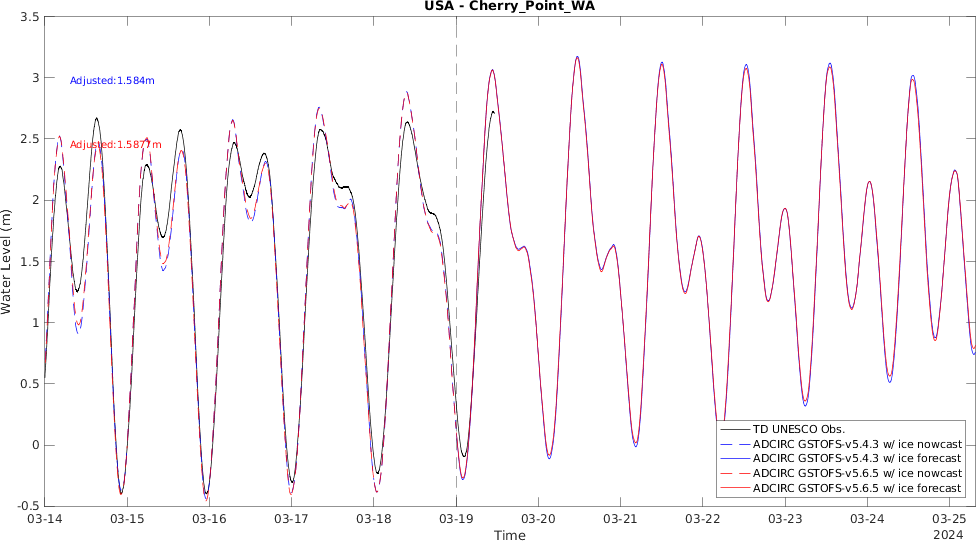 USA - Cherry_Point_WA
3.5
3
2.5
2
1.5
1
0.5
0
-0.5
Water Level (m)
Adjusted:1.584m
Adjusted:1.5877m
TD UNESCO Obs.
ADCIRC GSTOFS-v5.4.3 w/ ice nowcast
ADCIRC GSTOFS-v5.4.3 w/ ice forecast
ADCIRC GSTOFS-v5.6.5 w/ ice nowcast
ADCIRC GSTOFS-v5.6.5 w/ ice forecast
03-14 03-15 03-16 03-17 03-18 03-19 03-20 03-21 03-22 03-23 03-24 03-25
2024
Time